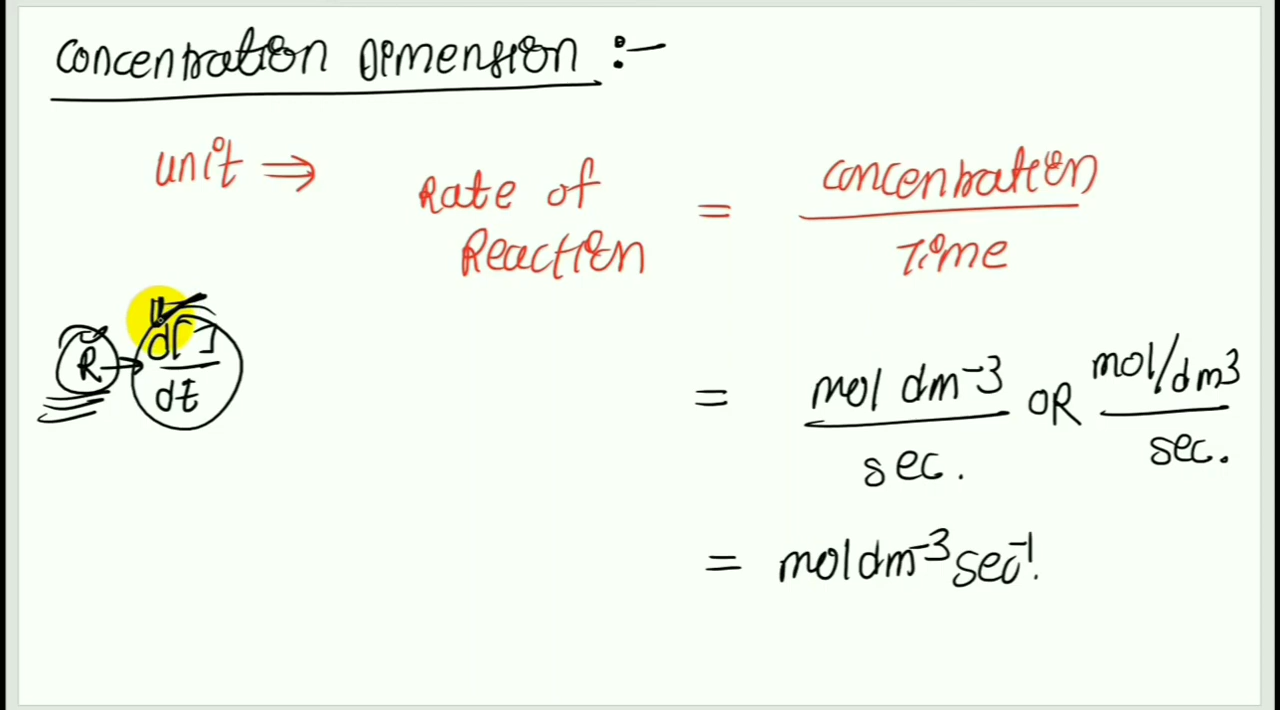 Concentration Dimension :-
unit ⇒ Rate of Reaction = Concentration / Time
R → d[ ] / dt
= mol dm⁻³ / sec. OR mol/dm³ / sec.
= mol dm⁻³ sec⁻¹.